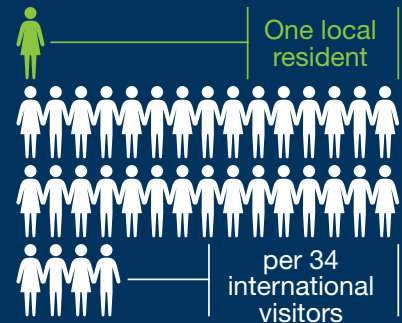 One local
resident
per 34
international
visitors